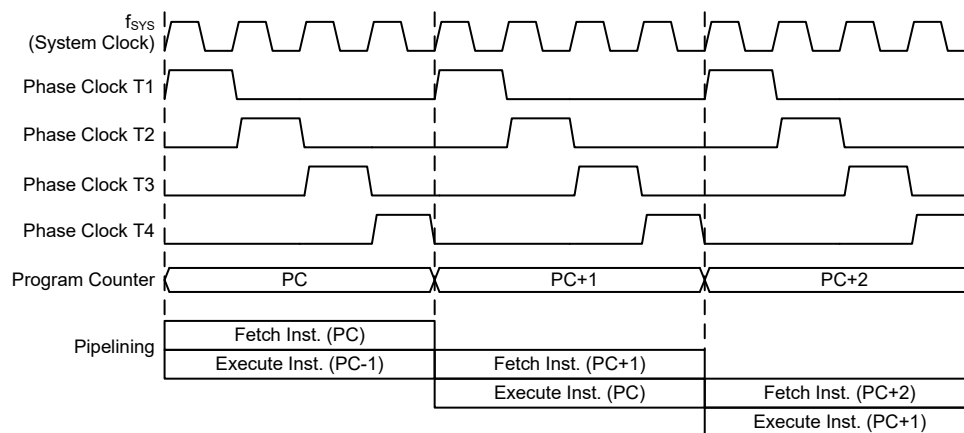 fSYS
(System Clock)
Phase Clock T1
Phase Clock T2
Phase Clock T3
Phase Clock T4
Program Counter PC PC+1 PC+2
Pipelining
Fetch Inst. (PC)
Execute Inst. (PC-1) Fetch Inst. (PC+1)
Execute Inst. (PC) Fetch Inst. (PC+2)
Execute Inst. (PC+1)